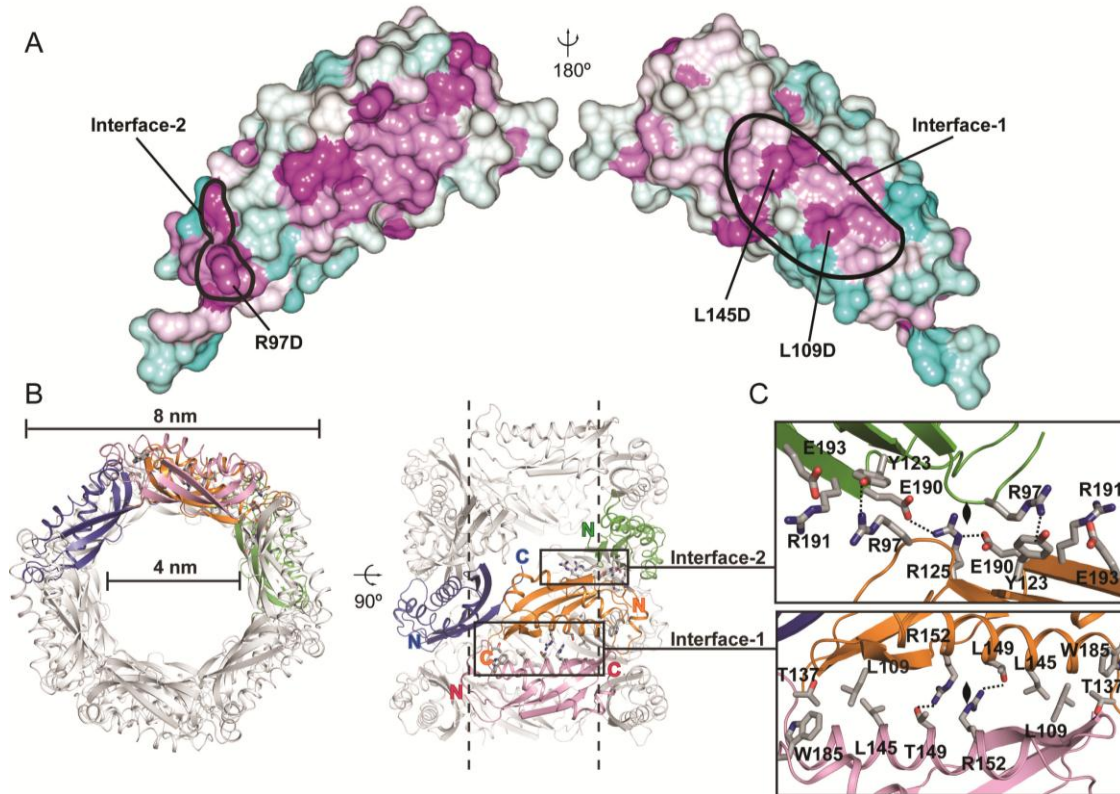 A
180º
Interface-2
Interface-1
R97D
L145D
L109D
B
8 nm
4 nm
90º
N
C
N
N
C
N
C
Interface-2
Interface-1
C
E193
Y123
E190
R97
R191
R191
R97
R125
E190
Y123
E193
R152
L149
L145
W185
T137
L109
T137
W185
L145
T149
R152
L109